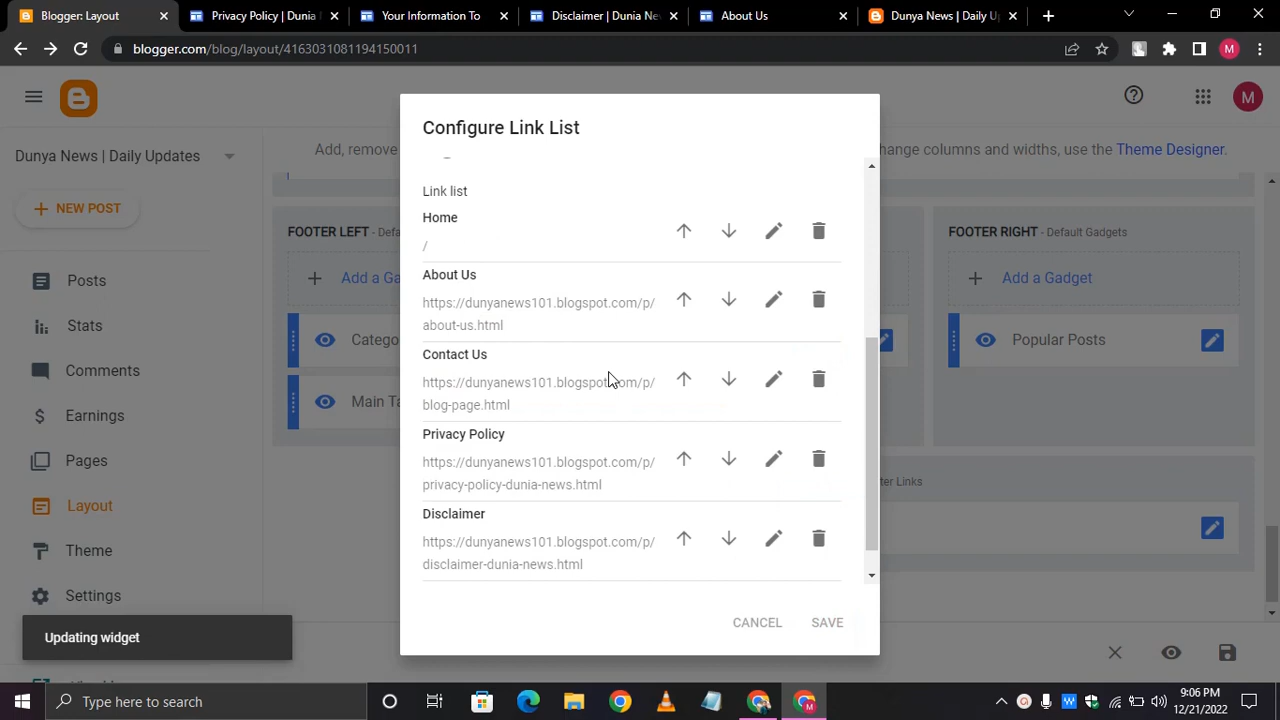 Blogger: Layout
Privacy Policy | Dunia
Your Information To
Disclaimer | Dunia New
About Us
Dunya News | Daily Up
blogger.com/blog/layout/4163031081194150011
M
M
Configure Link List
Dunya News | Daily Updates
Add, remove
hange columns and widths, use the Theme Designer.
NEW POST
Link list
Home
/
FOOTER LEFT - Defa
FOOTER RIGHT - Default Gadgets
Posts
Add a Ga
Add a Gadget
About Us
https://dunyanews101.blogspot.com/p/
about-us.html
Stats
Catego
Popular Posts
Contact Us
Comments
https://dunyanews101.blogspot.com/p/
blog-page.html
Main Ta
Earnings
Privacy Policy
Pages
https://dunyanews101.blogspot.com/p/
privacy-policy-dunia-news.html
ter Links
Layout
Disclaimer
https://dunyanews101.blogspot.com/p/
disclaimer-dunia-news.html
Theme
Settings
CANCEL
SAVE
Updating widget
Type here to search
9:06 PM
12/21/2022